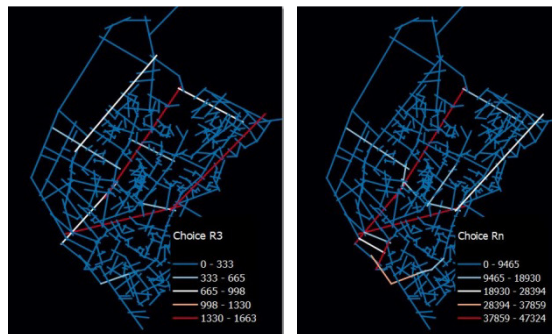 Choice R3
0 - 333
333 - 665
665 - 998
998 - 1330
1330 - 1663
Choice Rn
0 - 9465
9465 - 18930
18930 - 28394
28394 - 37859
37859 - 47324